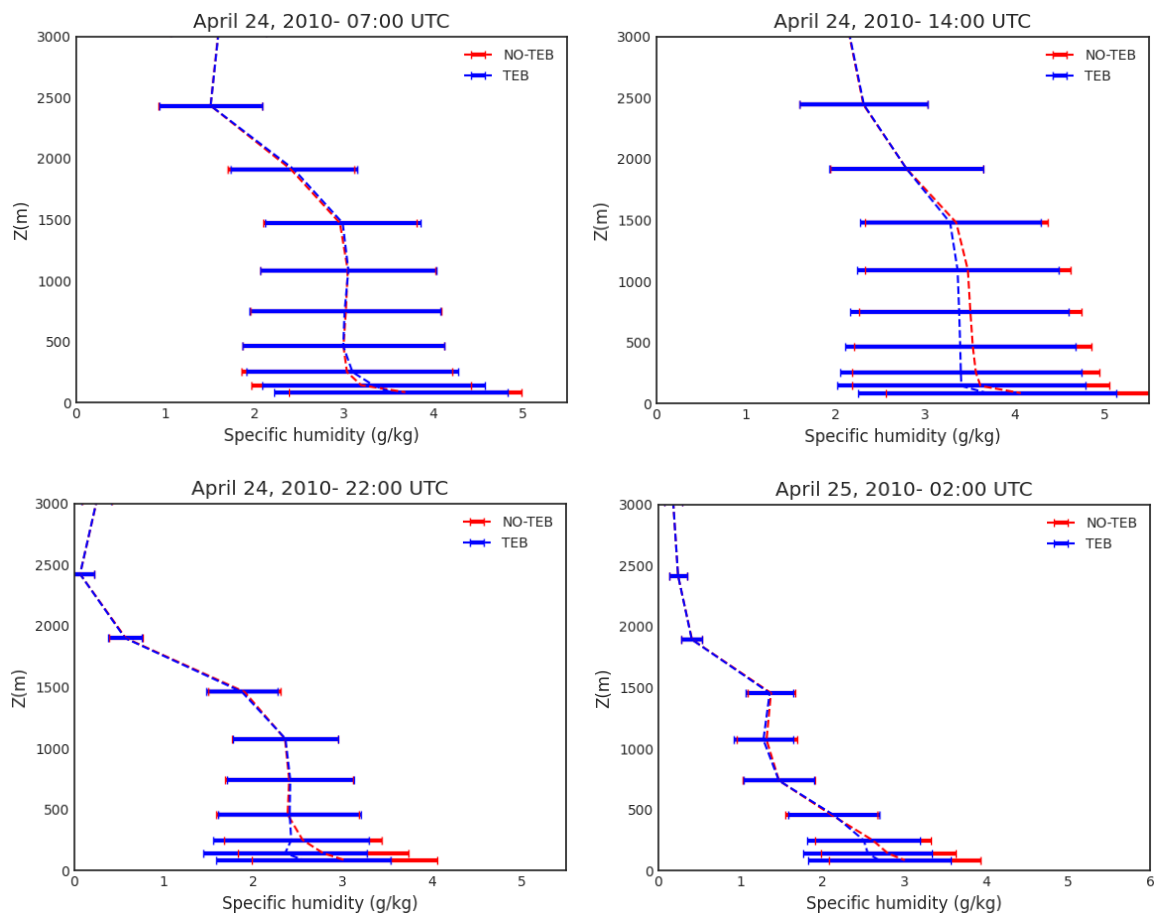 April 24, 2010- 07:00 UTC
3000
2500
2000
1500
1000
500
0
Z(m)
NO-TEB
TEB
0 1 2 3 4 5
Specific humidity (g/kg)
April 24, 2010- 14:00 UTC
3000
2500
2000
1500
1000
500
0
Z(m)
NO-TEB
TEB
0 1 2 3 4 5
Specific humidity (g/kg)
April 24, 2010- 22:00 UTC
3000
2500
2000
1500
1000
500
0
Z(m)
NO-TEB
TEB
0 1 2 3 4 5
Specific humidity (g/kg)
April 25, 2010- 02:00 UTC
3000
2500
2000
1500
1000
500
0
Z(m)
NO-TEB
TEB
0 1 2 3 4 5 6
Specific humidity (g/kg)